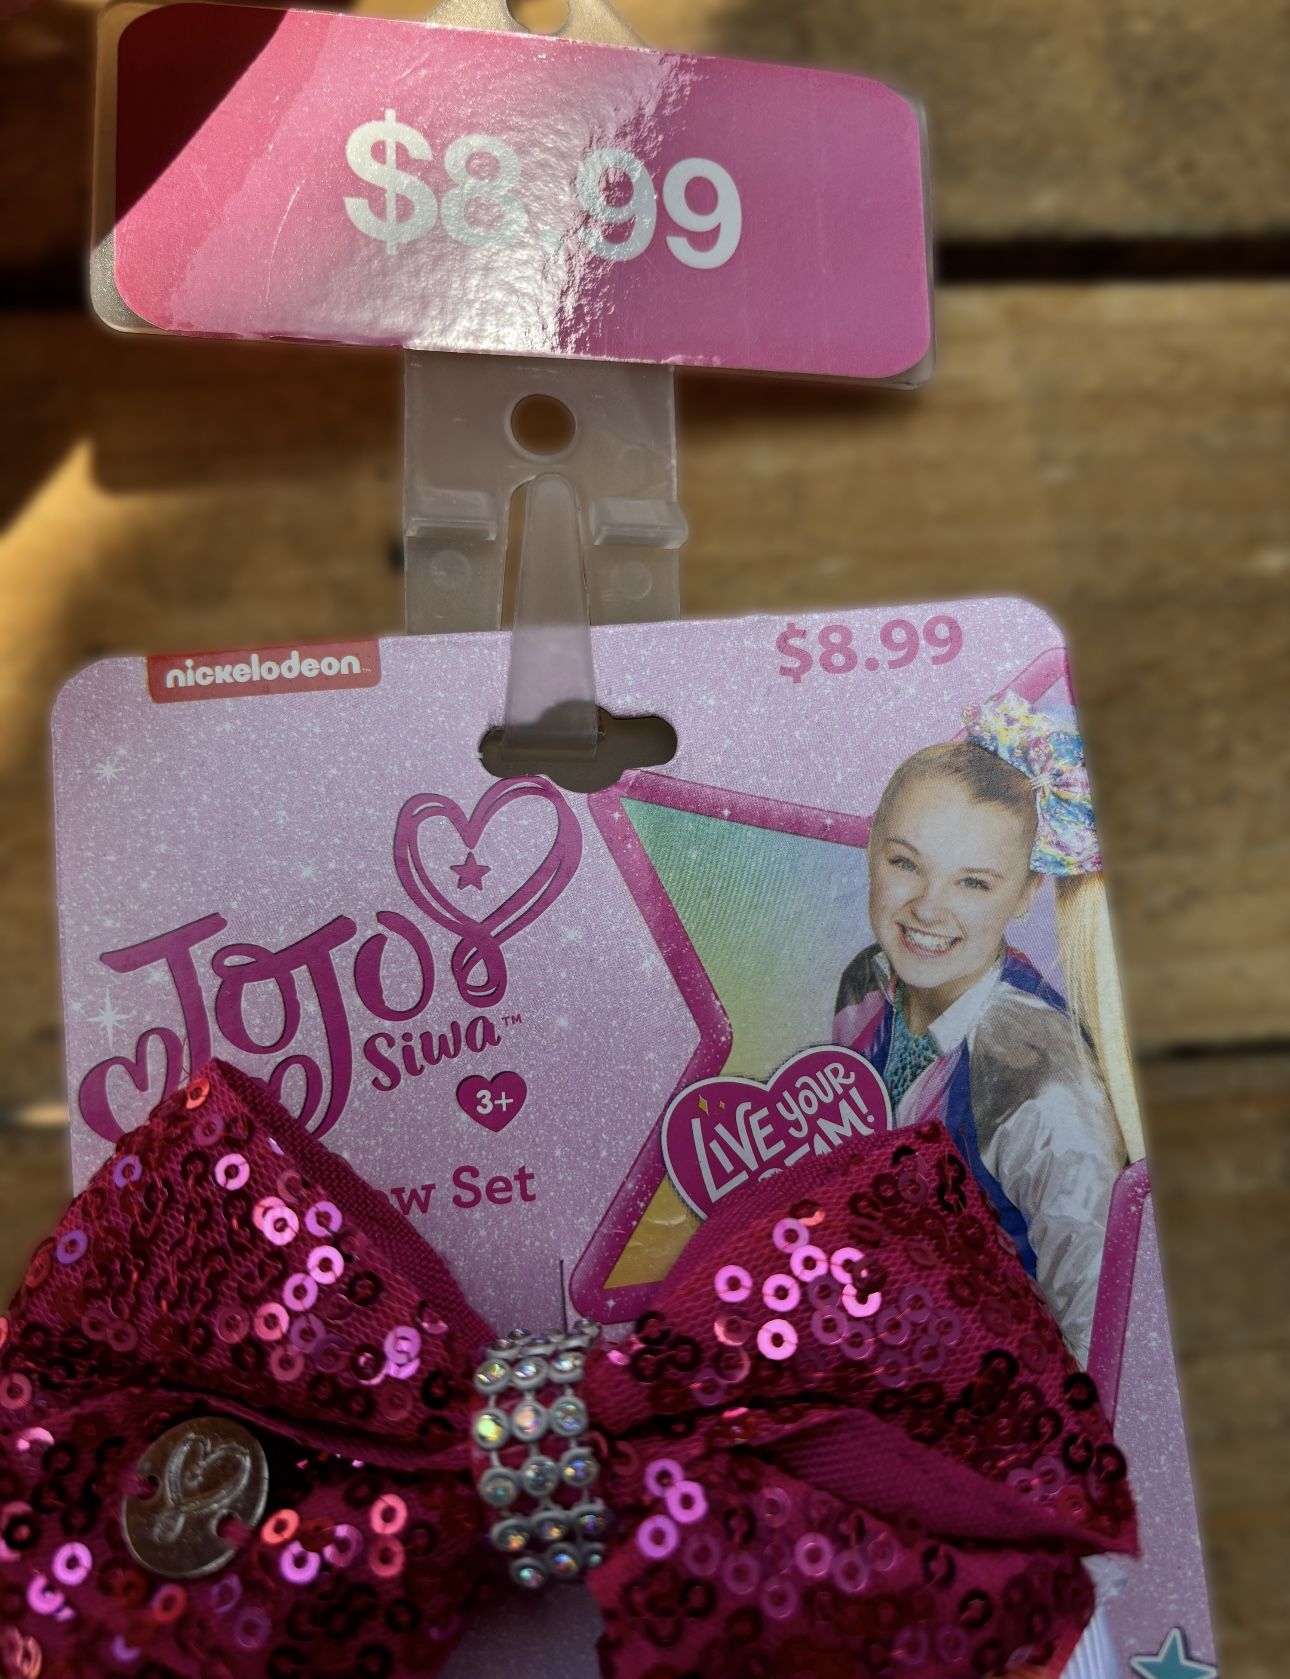 $8.99
nickelodeon
$8.99
JoJo
Siwa™
3+
LIVE YOUR
Set